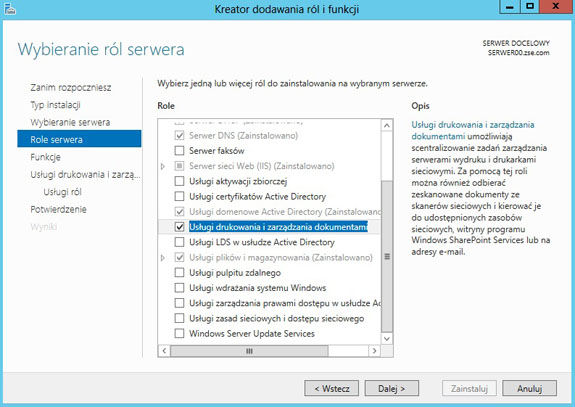 Kreator dodawania ról i funkcji
Wybieranie ról serwera
SERWER DOCELOWY
SERWER00.zse.com
Zanim rozpoczniesz
Typ instalacji
Wybieranie serwera
Role serwera
Funkcje
Usługi drukowania i zarzą...
Usługi ról
Potwierdzenie
Wyniki
Wybierz jedną lub więcej ról do zainstalowania na wybranym serwerze.
Role
Serwer DNS (Zainstalowano)
Serwer faksów
Serwer sieci Web (IIS) (Zainstalowano)
Usługi aktywacji zbiorczej
Usługi certyfikatów Active Directory
Usługi domenowe Active Directory (Zainstalowano
Usługi drukowania i zarządzania dokumentami
Usługi LDS w usłudze Active Directory
Usługi plików i magazynowania (Zainstalowano)
Usługi pulpitu zdalnego
Usługi wdrażania systemu Windows
Usługi zarządzania prawami dostępu w usłudze Ac
Usługi zasad sieciowych i dostępu sieciowego
Windows Server Update Services
Opis
Usługi drukowania i zarządzania
dokumentami umożliwiają
scentralizowanie zadań zarządzania
serwerami wydruku i drukarkami
sieciowymi. Za pomocą tej roli
można również odbierać
zeskanowane dokumenty ze
skanerów sieciowych i kierować je
do udostępnionych zasobów
sieciowych, witryny programu
Windows SharePoint Services lub na
adresy e-mail.
< Wstecz
Dalej >
Zainstaluj
Anuluj